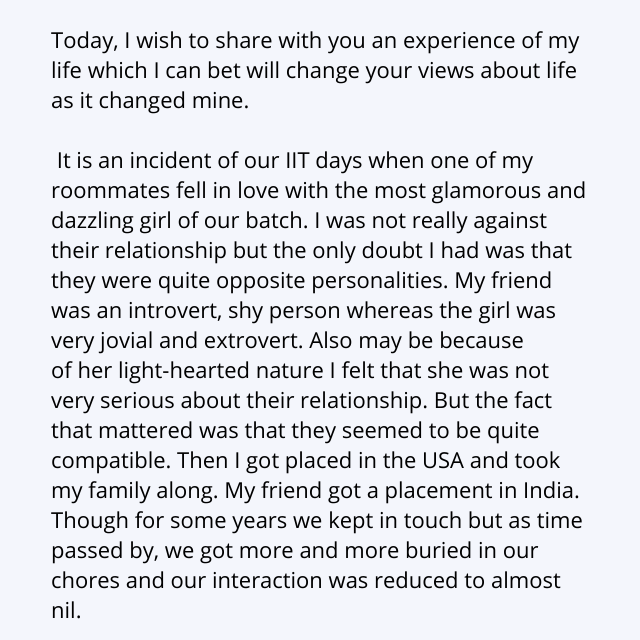 Today, I wish to share with you an experience of my
life which I can bet will change your views about life
as it changed mine.
It is an incident of our IIT days when one of my
roommates fell in love with the most glamorous and
dazzling girl of our batch. I was not really against
their relationship but the only doubt I had was that
they were quite opposite personalities. My friend
was an introvert, shy person whereas the girl was
very jovial and extrovert. Also may be because
of her light-hearted nature I felt that she was not
very serious about their relationship. But the fact
that mattered was that they seemed to be quite
compatible. Then I got placed in the USA and took
my family along. My friend got a placement in India.
Though for some years we kept in touch but as time
passed by, we got more and more buried in our
chores and our interaction was reduced to almost
nil.